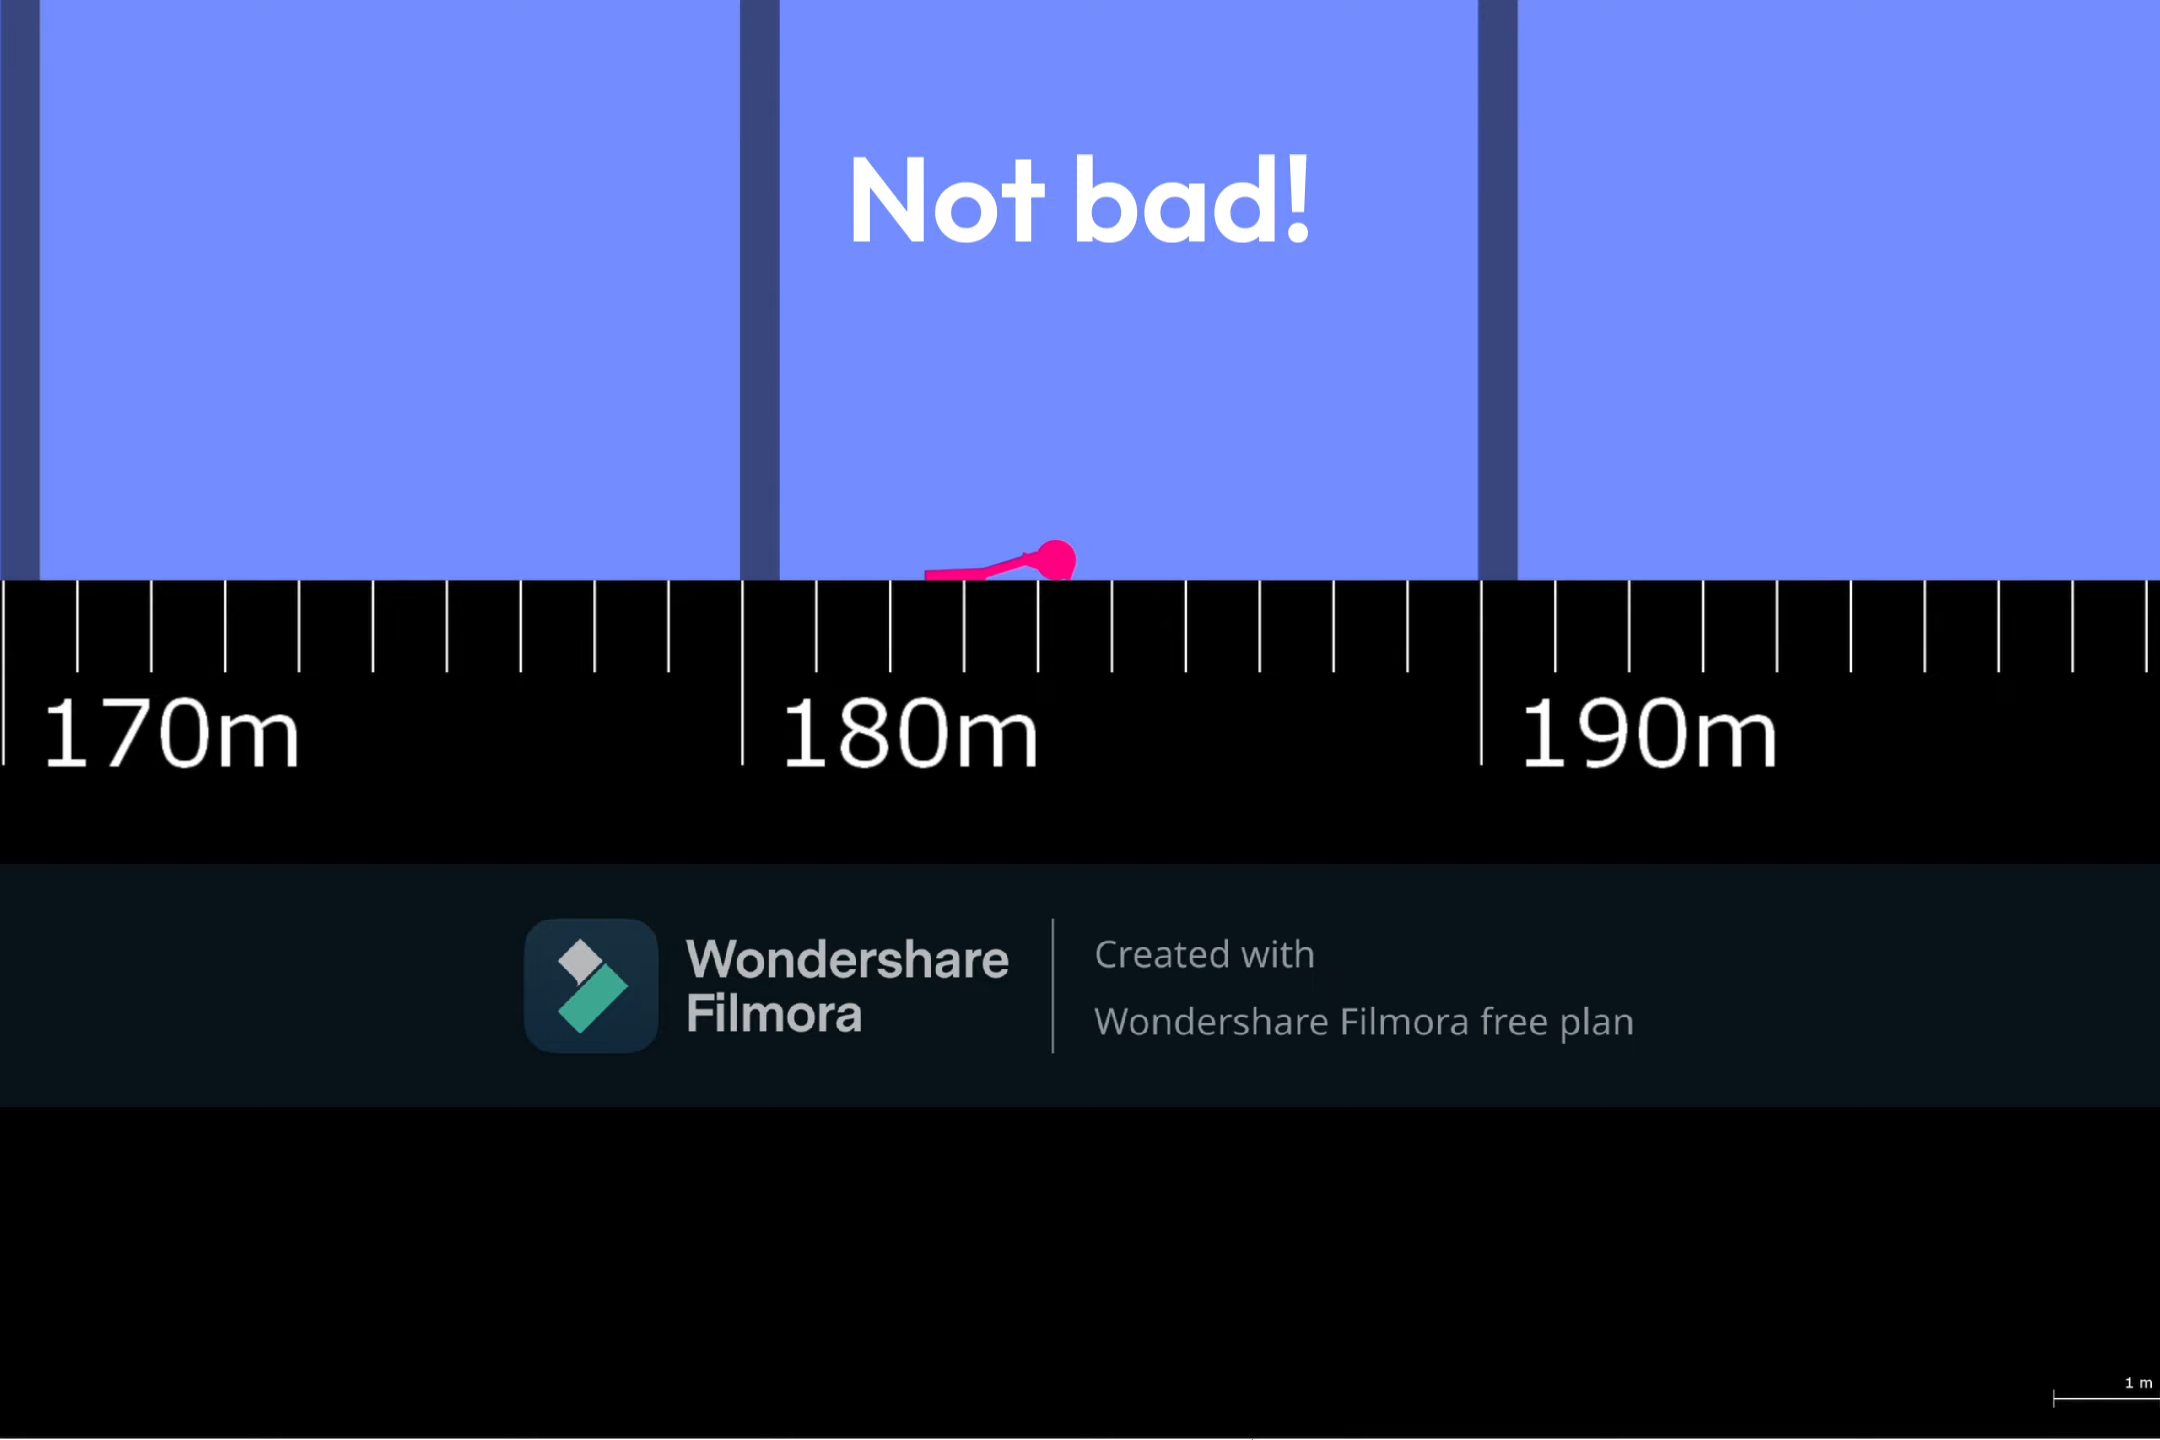 Not bad!
170m
180m
190m
Wondershare
Filmora
Created with
Wondershare Filmora free plan
1 m